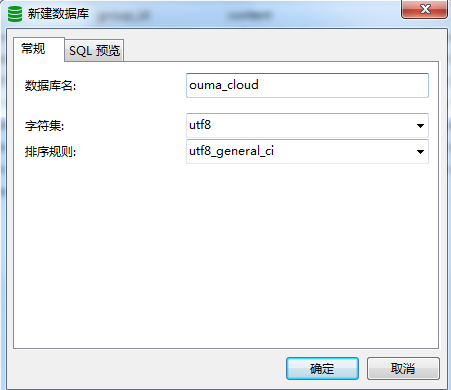 新建数据库
常规
SQL 预览
数据库名:
ouma_cloud
字符集:
utf8
排序规则:
utf8_general_ci
确定
取消